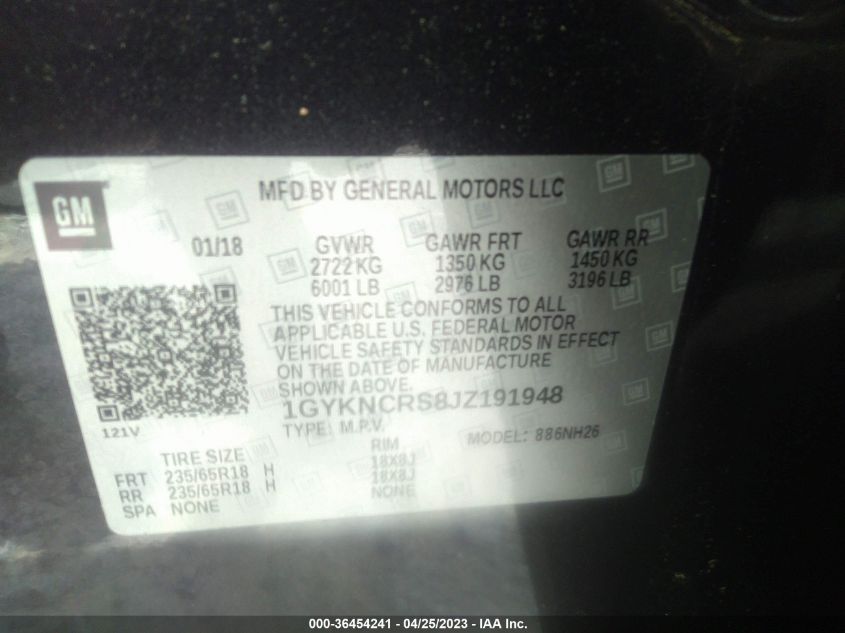 GM
MFD BY GENERAL MOTORS LLC
01/18 GVWR GAWR FRT GAWR RR
2722 KG 1350 KG 1450 KG
6001 LB 2976 LB 3196 LB
THIS VEHICLE CONFORMS TO ALL
APPLICABLE U.S. FEDERAL MOTOR
VEHICLE SAFETY STANDARDS IN EFFECT
ON THE DATE OF MANUFACTURE
SHOWN ABOVE.
1GYKNCRS8JZ191948
121V
TYPE: M.P.V. MODEL: 886NH26
TIRE SIZE RIM
FRT 235/65R18 H 18X8J
RR 235/65R18 H 18X8J
SPA NONE NONE
000-36454241 - 04/25/2023 - IAA Inc.